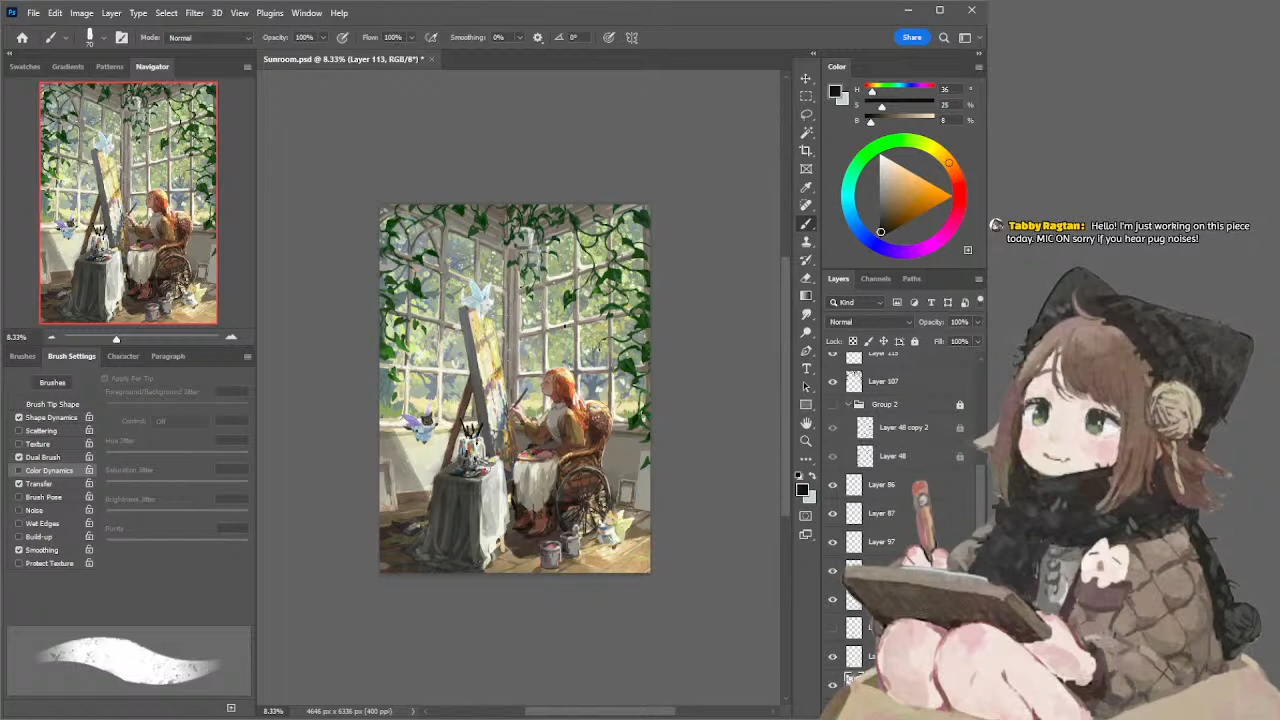 Ps File Edit Image Layer Type Select Filter 3D View Plugins Window Help
70 Mode: Normal Opacity: 100% Flow: 100% Smoothing: 0% 0° Share
Swatches Gradients Patterns Navigator
Sunroom.psd @ 8.33% (Layer 113, RGB/8*) *
Color
H 36 °
S 25 %
B 8 %
Tabby Ragtan: Hello! I'm just working on this piece
today. MIC ON sorry if you hear pug noises!
Layers Channels Paths
Kind
Normal Opacity: 100%
Lock: Fill: 100%
Layer 107
Group 2
Layer 48 copy 2
Layer 48
Layer 86
Layer 87
Layer 97
8.33%
Brushes Brush Settings Character Paragraph
Brushes
Apply Per Tip
Foreground/Background Jitter
Brush Tip Shape
Shape Dynamics
Control: Off
Scattering
Texture
Hue Jitter
Dual Brush
Color Dynamics
Saturation Jitter
Transfer
Brush Pose
Brightness Jitter
Noise
Wet Edges
Purity
Build-up
Smoothing
Protect Texture
8.33% 4646 px x 6336 px (400 ppi)